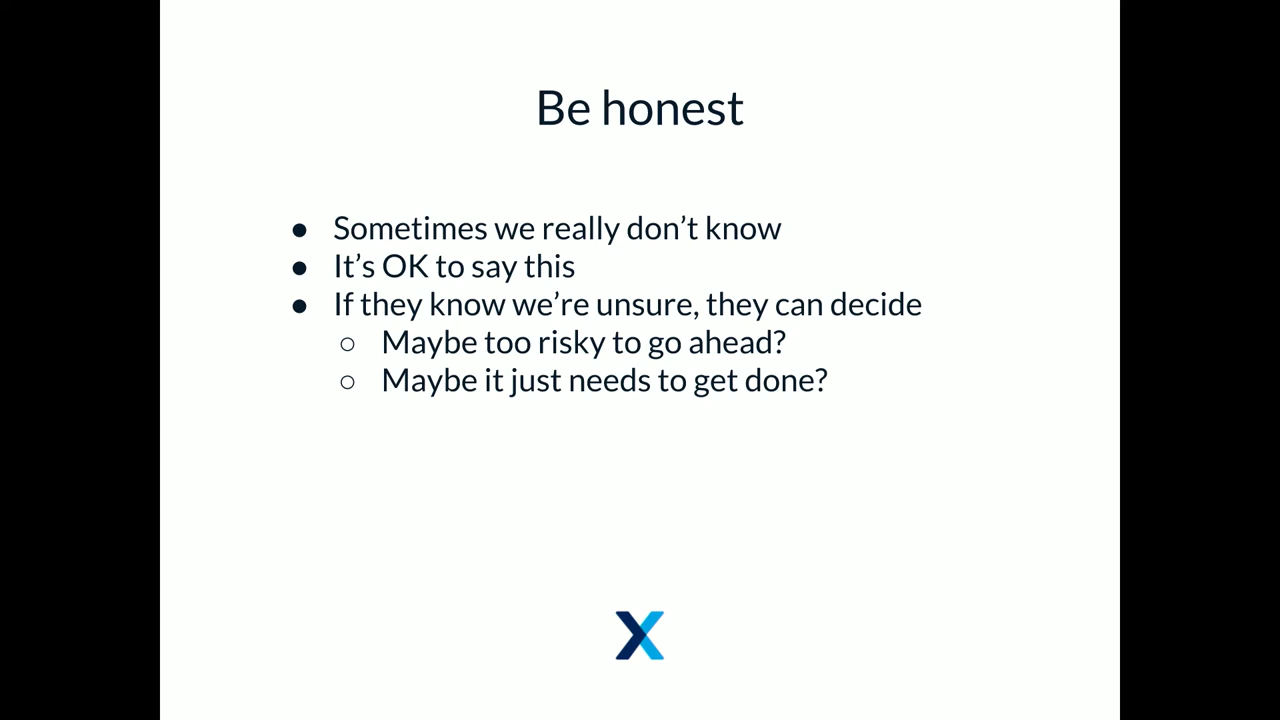 Be honest
● Sometimes we really don’t know
● It’s OK to say this
● If they know we’re unsure, they can decide
○ Maybe too risky to go ahead?
○ Maybe it just needs to get done?
X